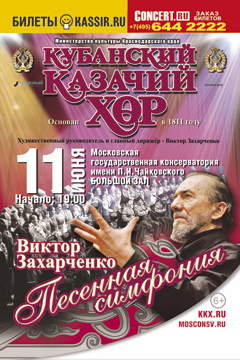 БИЛЕТЫ KASSIR.RU
CONCERT.RU
+7(495) 644 2222
ЗАКАЗ
БИЛЕТОВ
Министерство культуры Краснодарского края
КУБАНСКИЙ
КАЗАЧИЙ
ХОР
Основан в 1811 году
Художественный руководитель и главный дирижёр - Виктор Захарченко
11 ИЮНЯ
Начало: 19:00
Московская
государственная консерватория
имени П.И.Чайковского
БОЛЬШОЙ ЗАЛ
Виктор
Захарченко
Песенная
симфония
6+
KKX.RU
MOSCONSV.RU